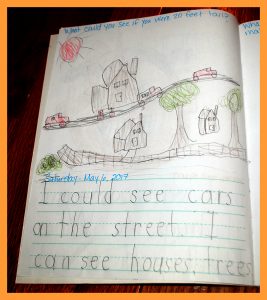 What could you see if you were 20 feet tall?
Saturday - May 6, 2017
I could see cars
on the street. I
can see houses, trees